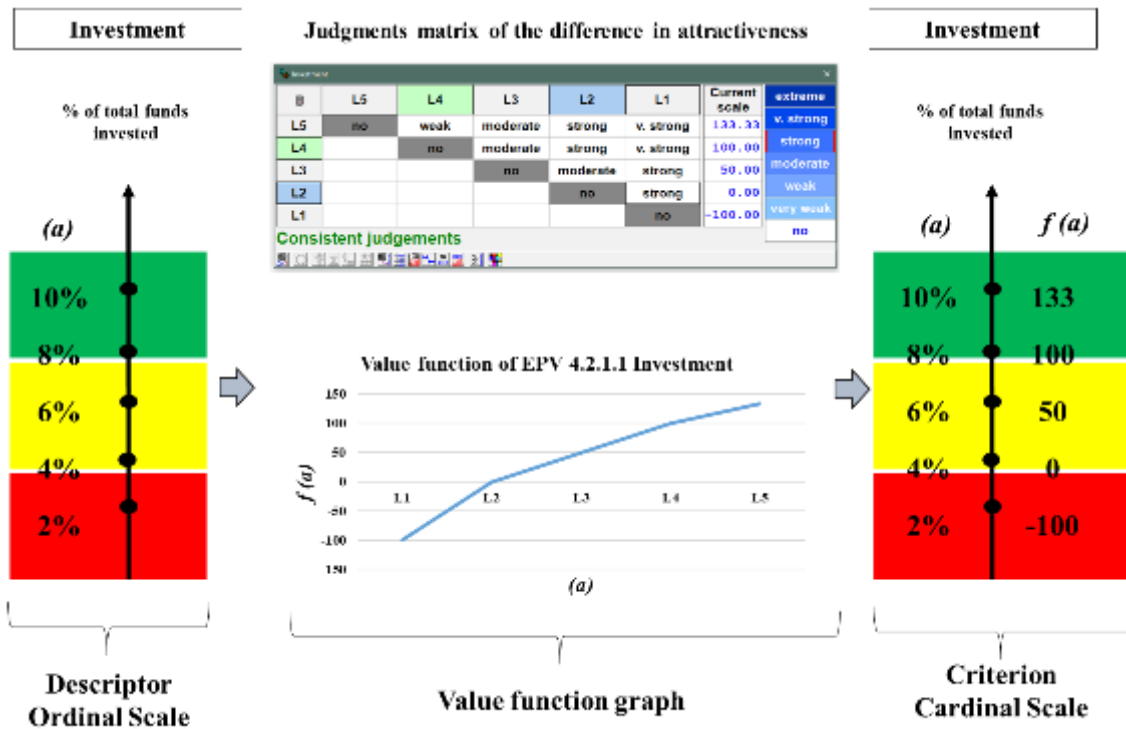 Investment
Judgments matrix of the difference in attractiveness
Investment
% of total funds
invested
(a)
10%
8%
6%
4%
2%
Descriptor
Ordinal Scale
Investment
B L5 L4 L3 L2 L1 Current scale
L5 no weak moderate strong v. strong 133.33
L4 no moderate strong v. strong 100.00
L3 no moderate strong 50.00
L2 no strong 0.00
L1 no -100.00
extreme
v. strong
strong
moderate
weak
very weak
no
Consistent judgements
Value function of EPV 4.2.1.1 Investment
f (a)
150
100
50
0
-50
-100
150
L1 L2 L3 L4 L5
(a)
Value function graph
% of total funds
invested
(a) f (a)
10% 133
8% 100
6% 50
4% 0
2% -100
Criterion
Cardinal Scale